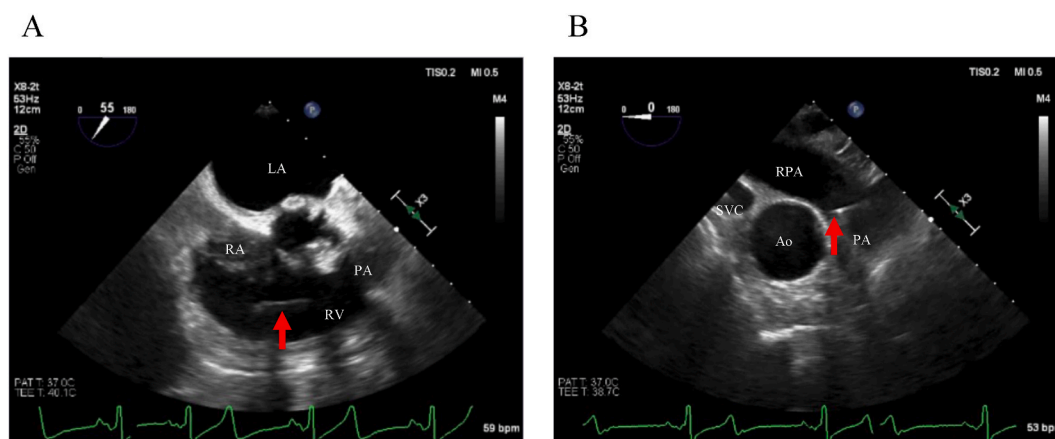 A
B
TIS0.2 MI 0.5
X8-2t
53Hz
12cm
0 55 180
P
M4
2D
55%
C 50
P Off
Gen
x3
LA
RA
PA
RV
PAT T: 37.0C
TEE T: 40.1C
59 bpm
TIS0.2 MI 0.5
X8-2t
53Hz
12cm
0 0 180
P
M4
2D
55%
C 50
P Off
Gen
x3
RPA
SVC
Ao
PA
PAT T: 37.0C
TEE T: 38.7C
53 bp